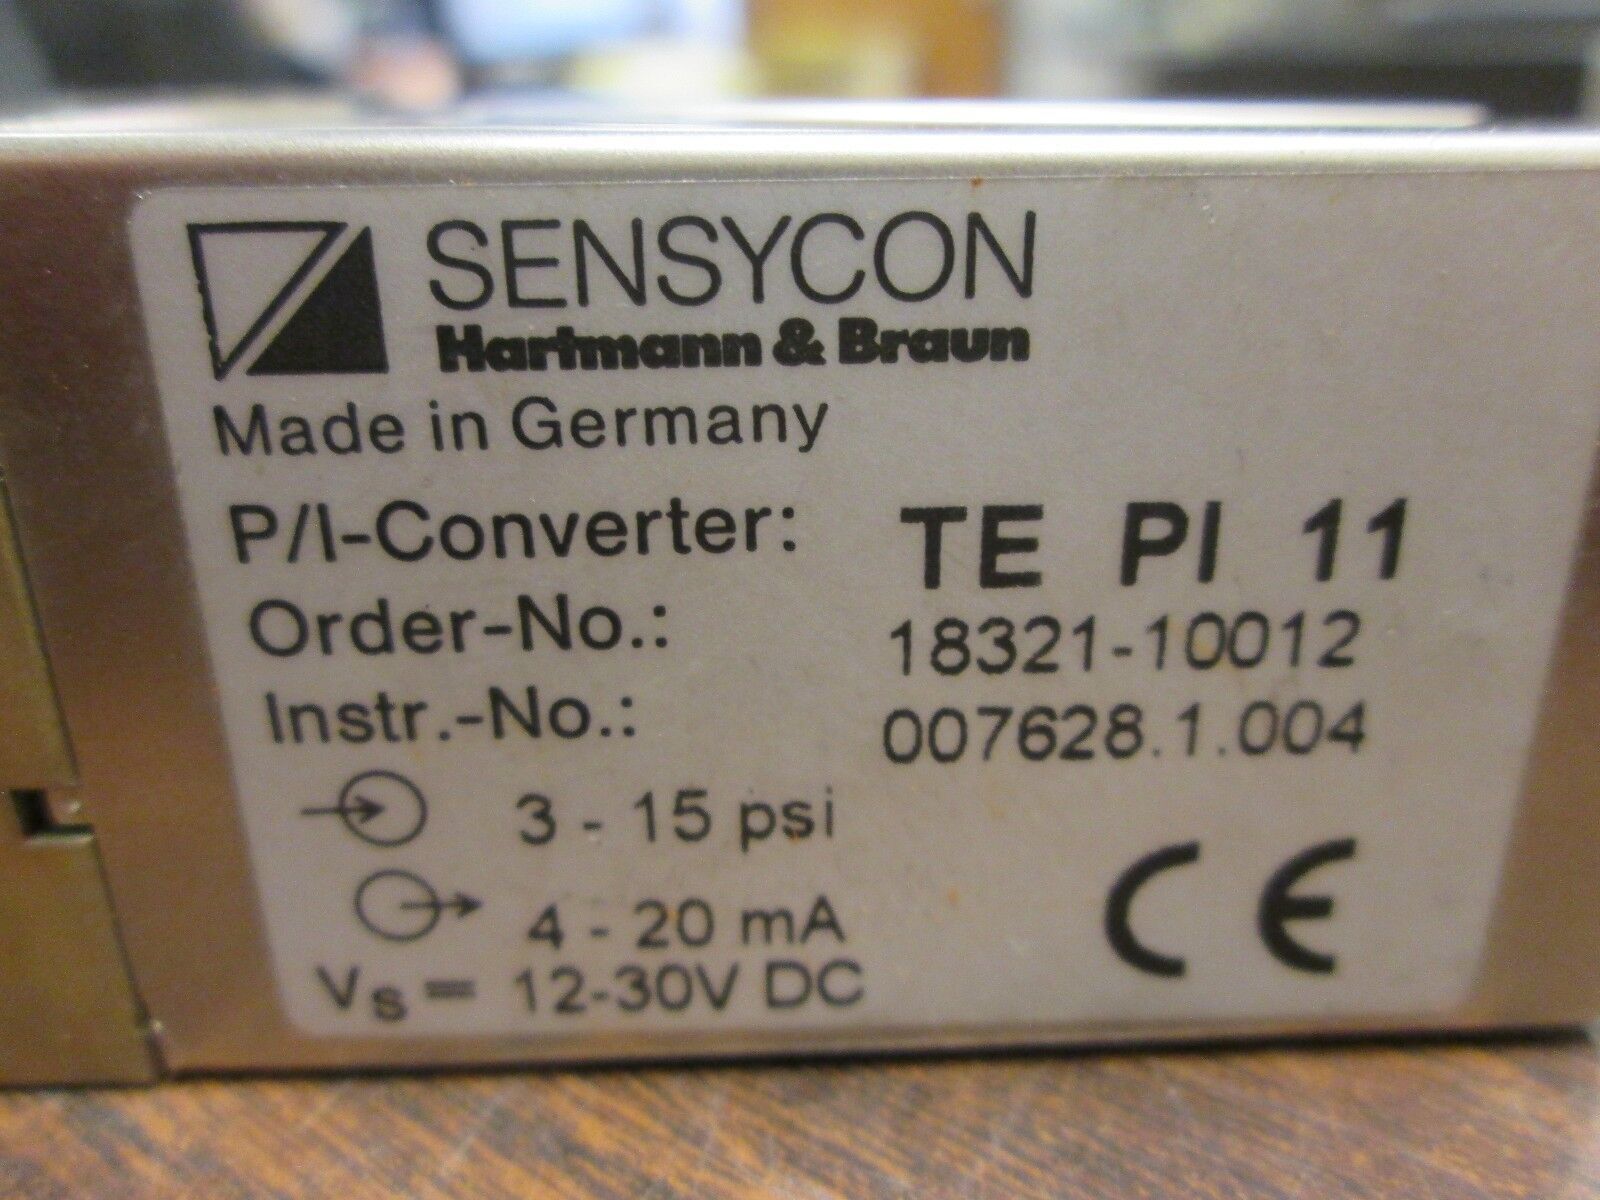 SENSYCON
Hartmann & Braun
Made in Germany
P/I-Converter: TE PI 11
Order-No.: 18321-10012
Instr.-No.: 007628.1.004
3 - 15 psi
4 - 20 mA
Vs = 12-30V DC
CE